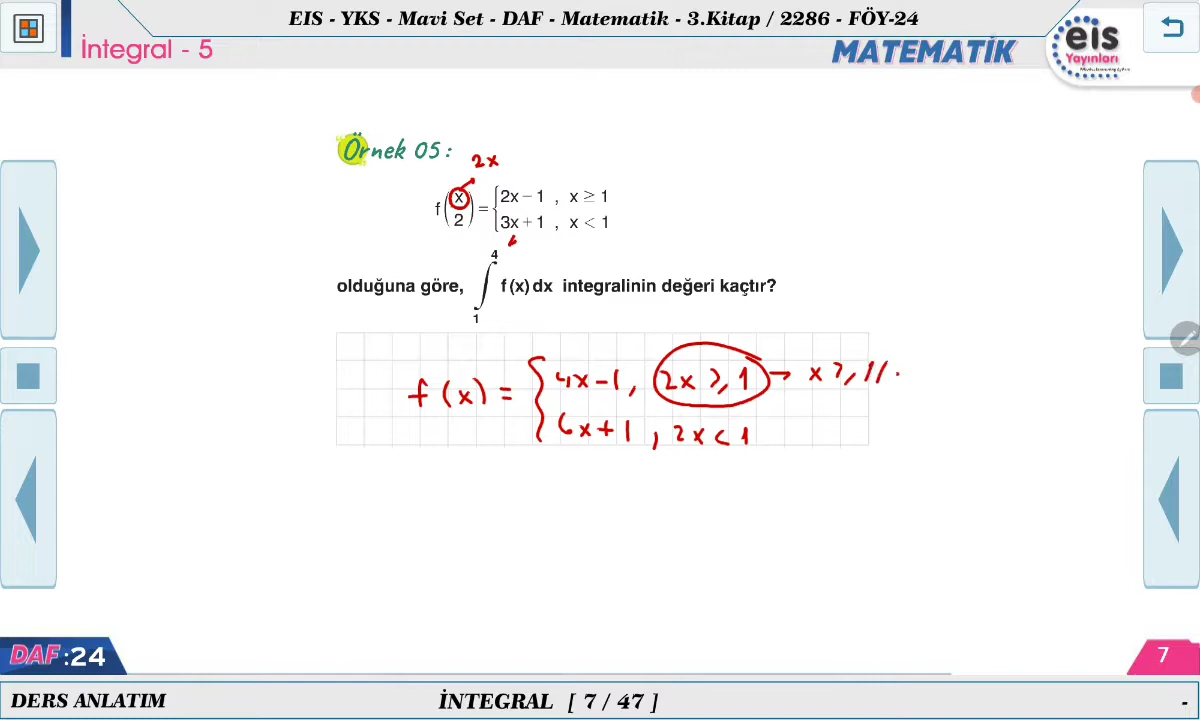 EIS - YKS - Mavi Set - DAF - Matematik - 3.Kitap / 2286 - FÖY-24
İntegral - 5
MATEMATİK
eis
Yayınları
Örnek 05:
2x
f(x/2) = { 2x − 1 , x ≥ 1
3x + 1 , x < 1
olduğuna göre, ∫₁⁴ f(x) dx integralinin değeri kaçtır?
f(x) = { 4x − 1, 2x ≥, 1 → x ≥, 1/
6x + 1, 2x < 1
DAF:24
7
DERS ANLATIM
İNTEGRAL [ 7 / 47 ]
-